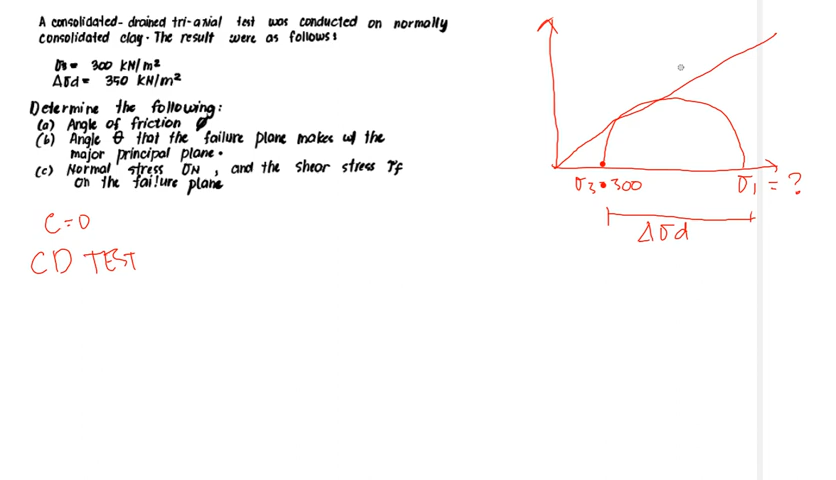 A consolidated-drained tri-axial test was conducted on normally
consolidated clay. The result were as follows:
σ3 = 300 KN/m²
Δσd = 350 KN/m²
Determine the following:
(a) Angle of friction φ
(b) Angle θ that the failure plane makes w/ the
major principal plane.
(c) Normal stress σN, and the shear stress τf
on the failure plane
C=0
CD TEST
σ3 = 300
σ1 = ?
Δσd